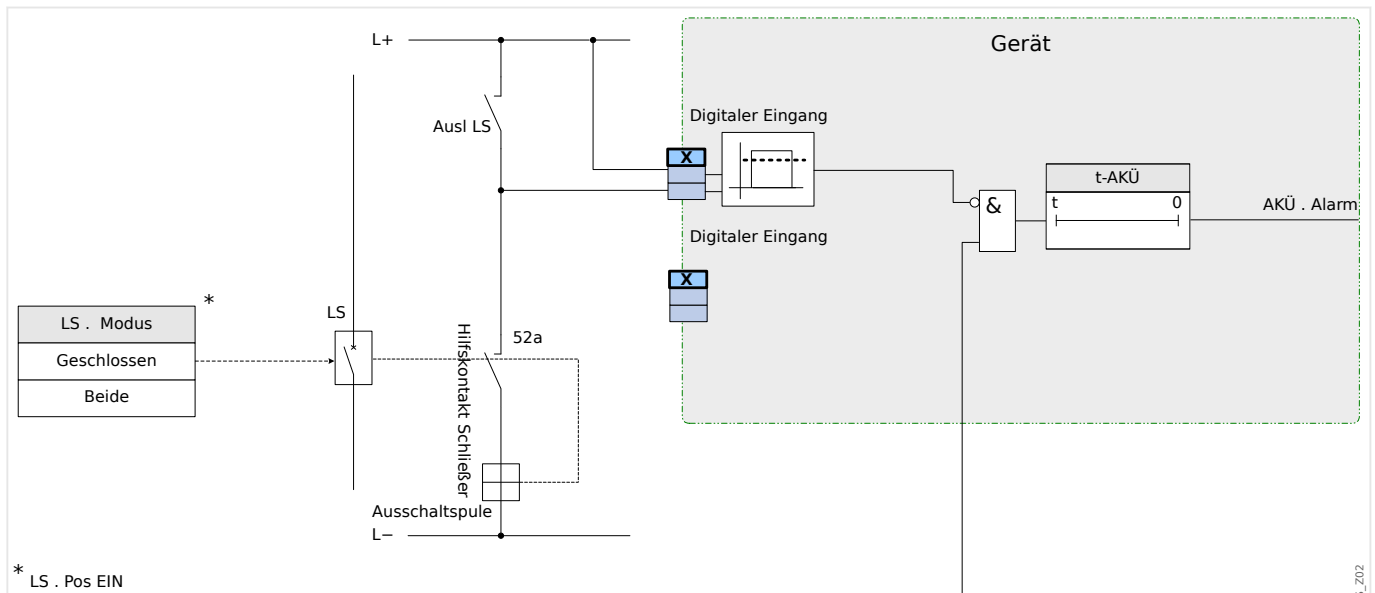 L+
Gerät
Digitaler Eingang
Ausl LS
X
t-AKÜ
t 0
&
AKÜ . Alarm
Digitaler Eingang
X
*
LS . Modus
Geschlossen
Beide
LS
52a
Hilfskontakt Schließer
Ausschaltspule
L−
* LS . Pos EIN
_Z02